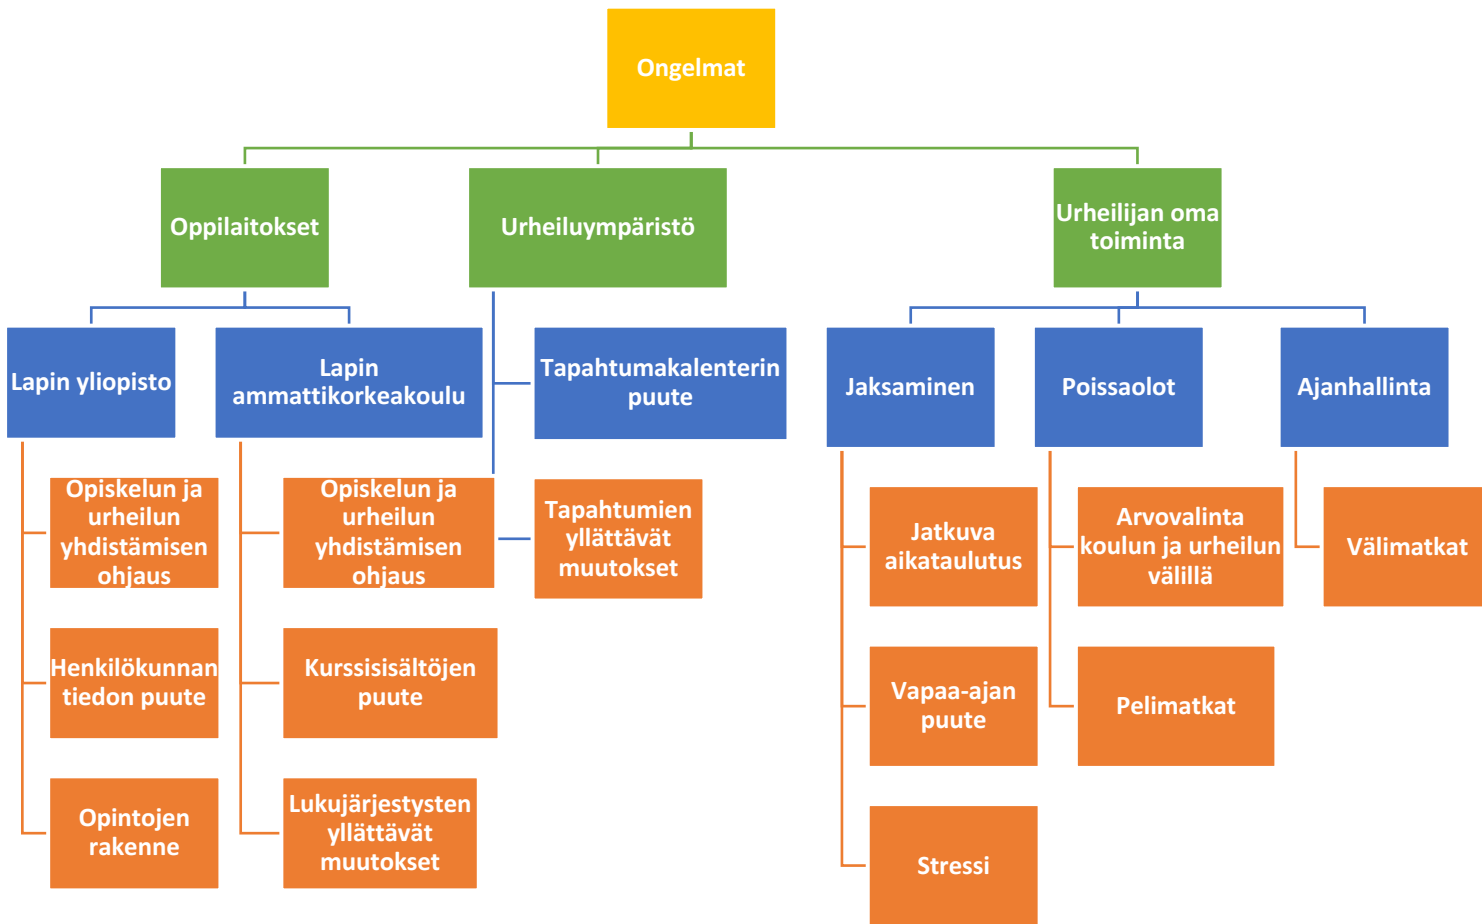 Ongelmat
Oppilaitokset
Urheiluympäristö
Urheilijan oma
toiminta
Lapin yliopisto
Lapin
ammattikorkeakoulu
Tapahtumakalenterin
puute
Jaksaminen
Poissaolot
Ajanhallinta
Opiskelun ja
urheilun
yhdistämisen
ohjaus
Opiskelun ja
urheilun
yhdistämisen
ohjaus
Tapahtumien
yllättävät
muutokset
Jatkuva
aikataulutus
Arvovalinta
koulun ja urheilun
välillä
Välimatkat
Henkilökunnan
tiedon puute
Kurssisisältöjen
puute
Vapaa-ajan
puute
Pelimatkat
Opintojen
rakenne
Lukujärjestysten
yllättävät
muutokset
Stressi